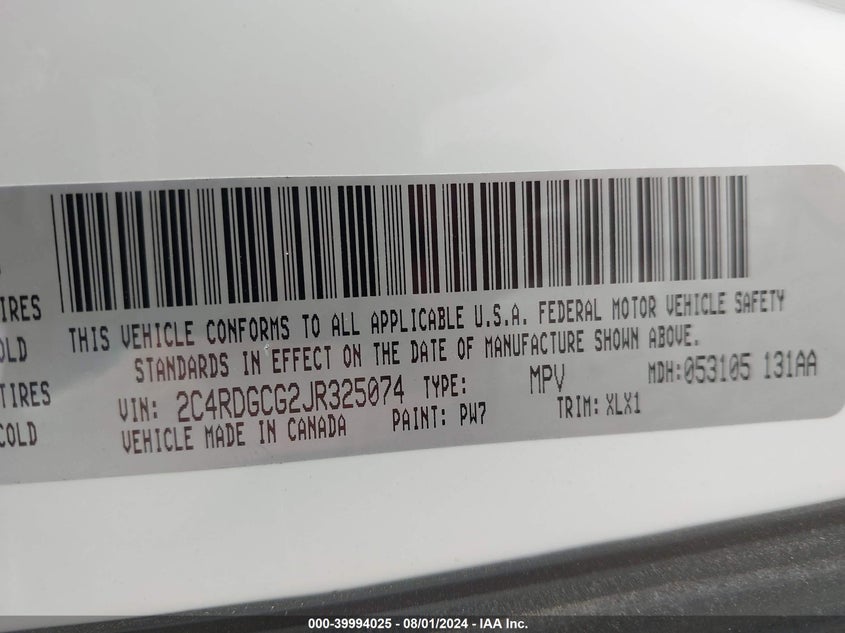 THIS VEHICLE CONFORMS TO ALL APPLICABLE U.S.A. FEDERAL MOTOR VEHICLE SAFETY
STANDARDS IN EFFECT ON THE DATE OF MANUFACTURE SHOWN ABOVE.
VIN: 2C4RDGCG2JR325074 TYPE: MPV MDH:053105 131AA
VEHICLE MADE IN CANADA PAINT: PW7 TRIM: XLX1
IRES
OLD
TIRES
COLD
000-39994025 - 08/01/2024 - IAA Inc.